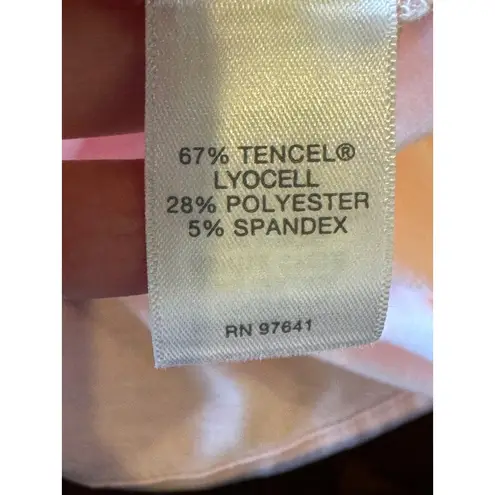 67% TENCEL®
LYOCELL
28% POLYESTER
5% SPANDEX
RN 97641